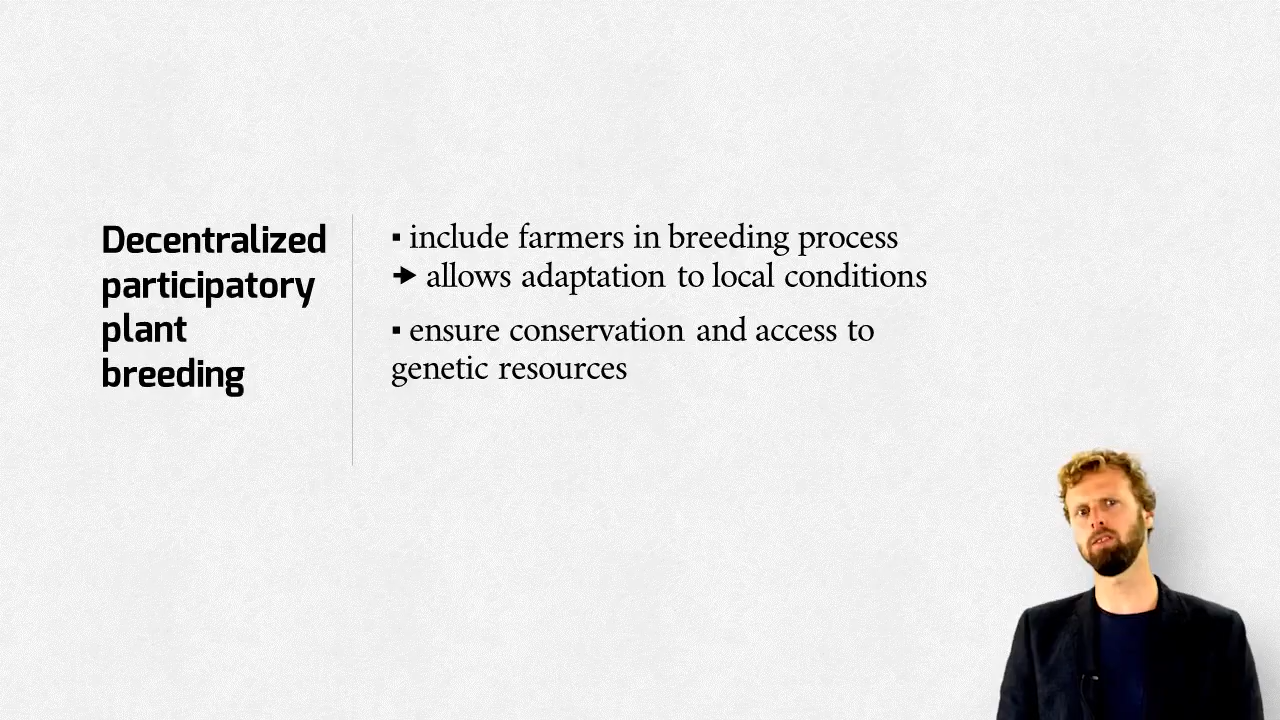 Decentralized
participatory
plant
breeding
▪ include farmers in breeding process
➔ allows adaptation to local conditions
▪ ensure conservation and access to
genetic resources